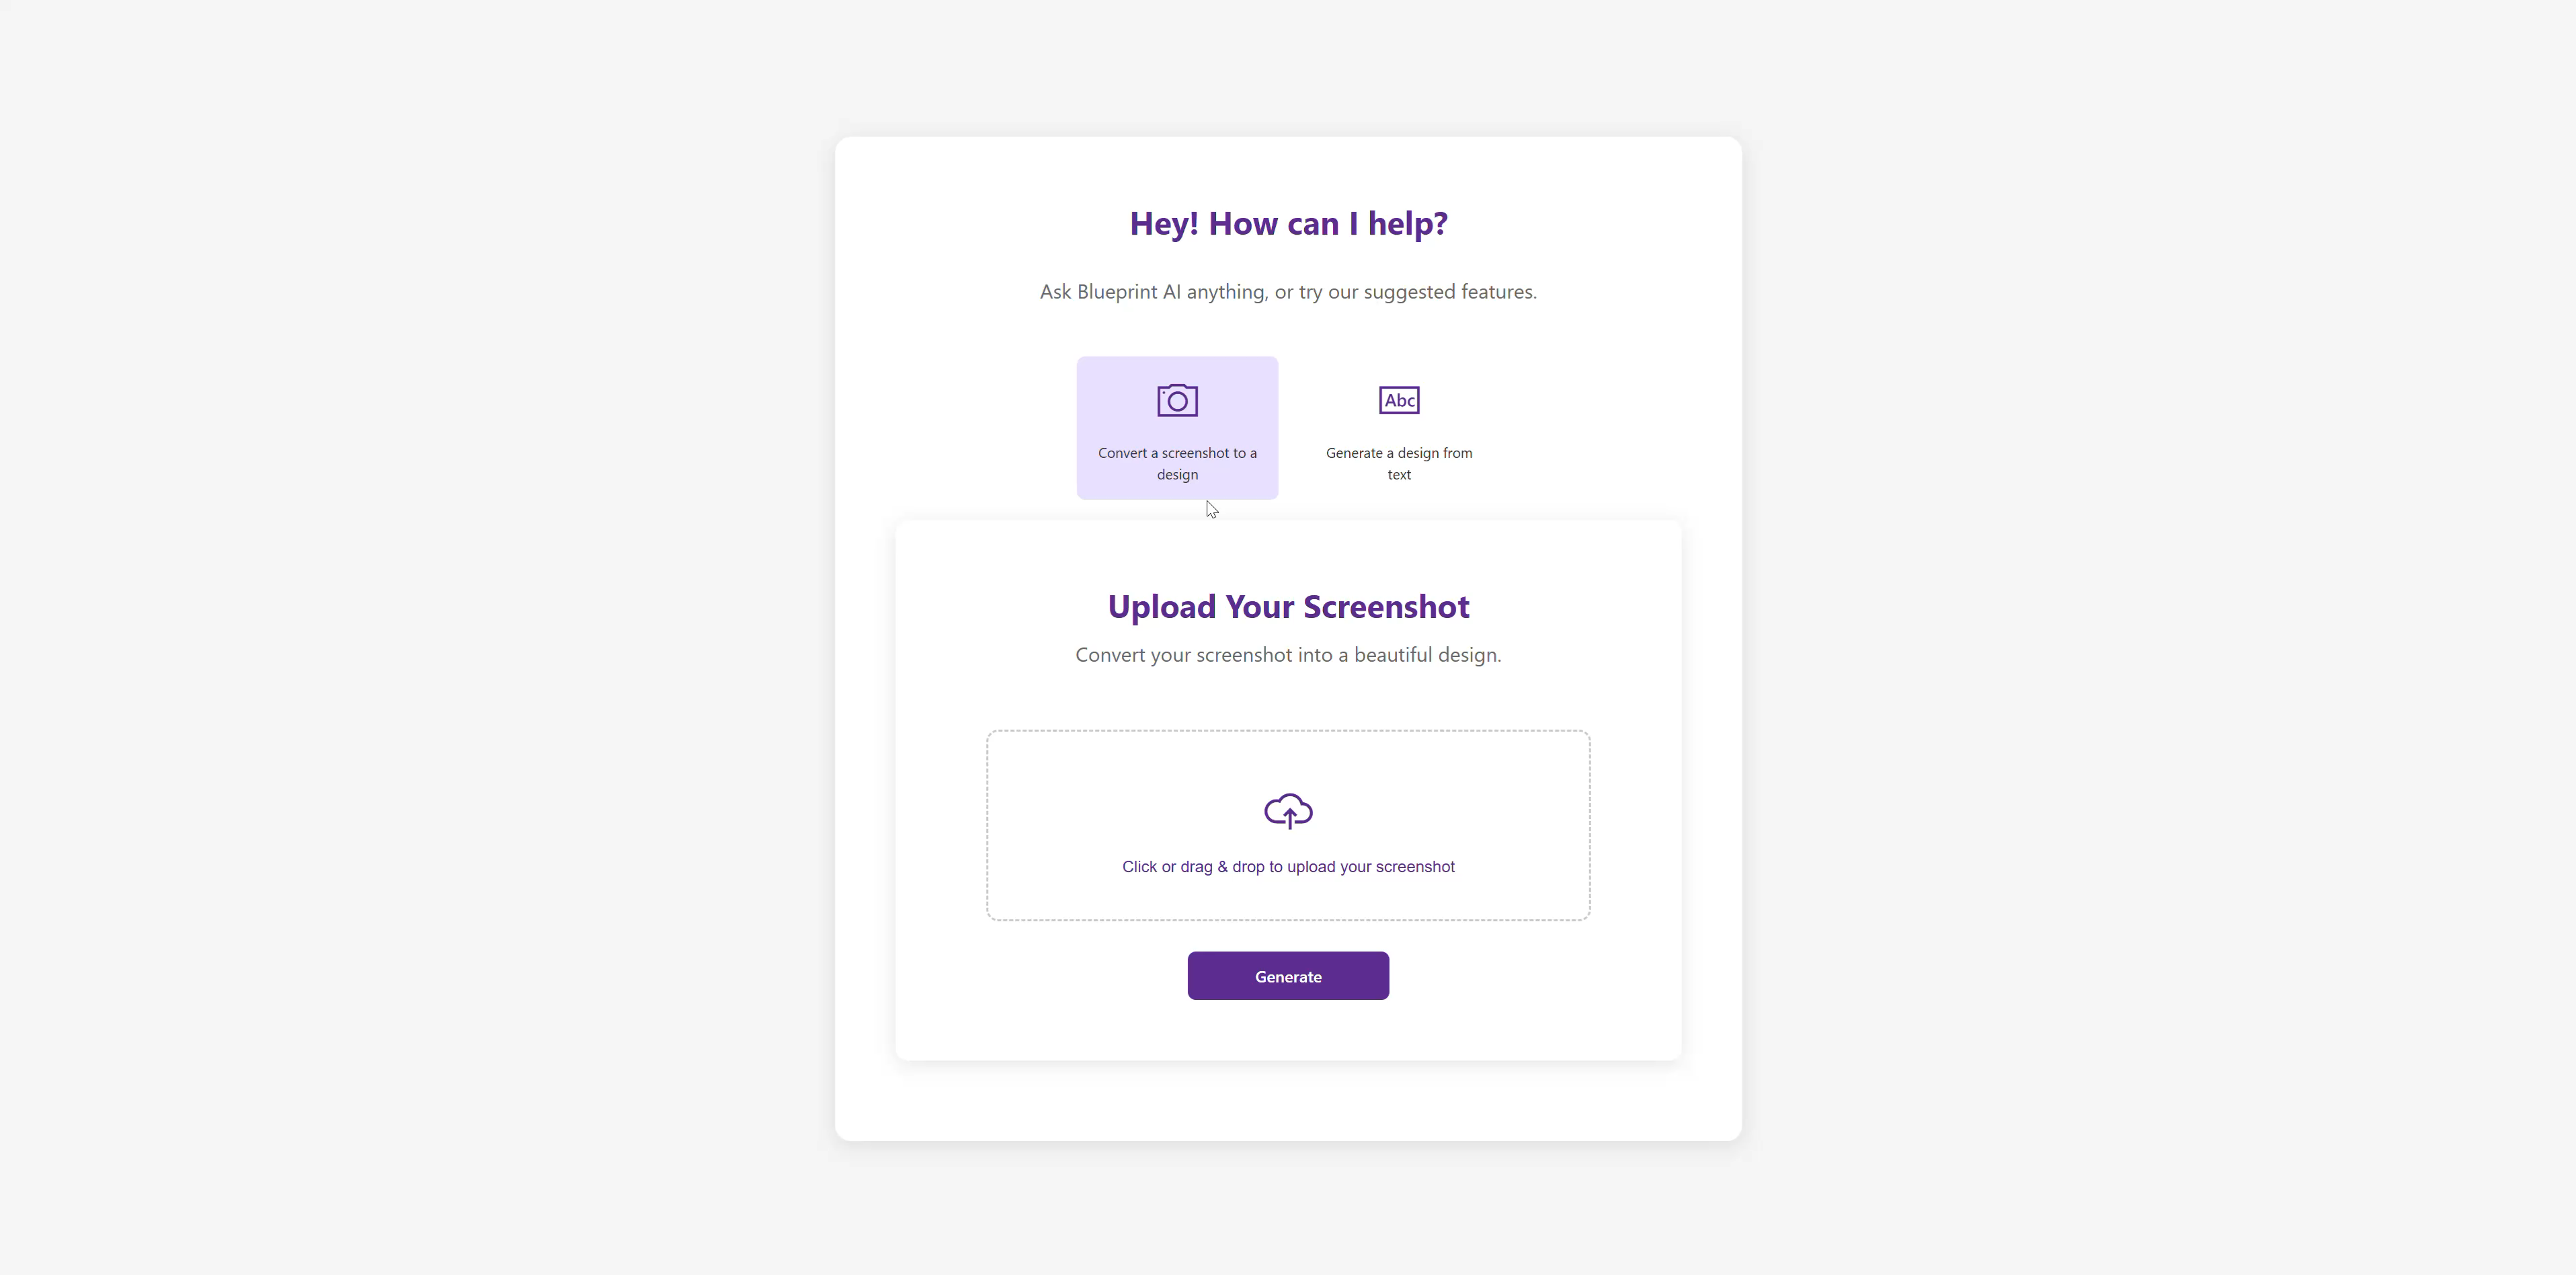 Hey! How can I help?
Ask Blueprint AI anything, or try our suggested features.
Convert a screenshot to a
design
Abc
Generate a design from
text
Upload Your Screenshot
Convert your screenshot into a beautiful design.
Click or drag & drop to upload your screenshot
Generate